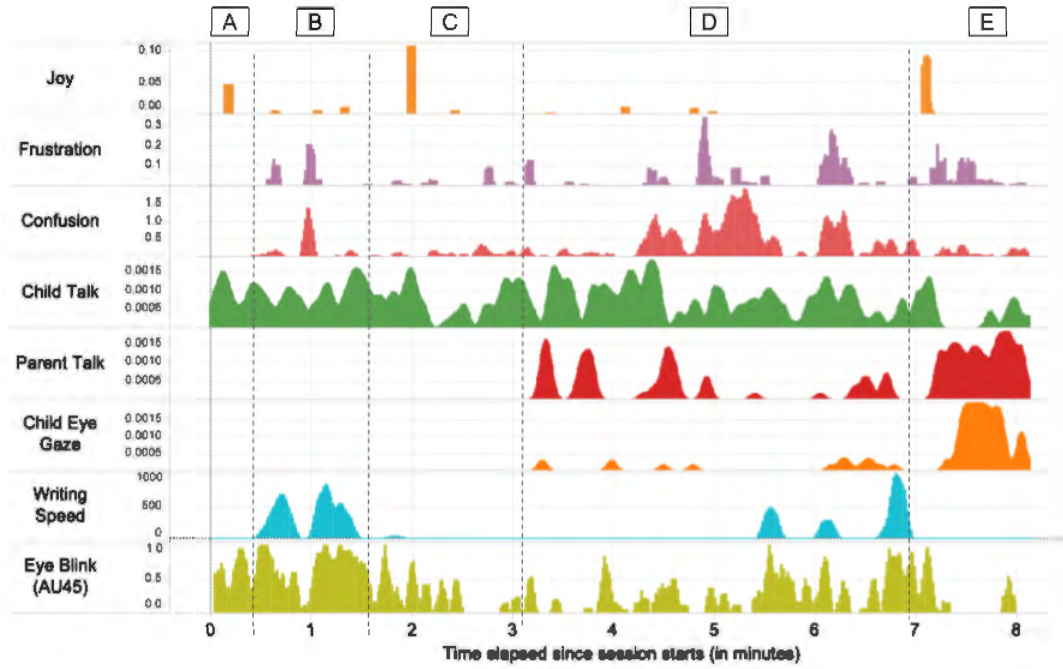 A B C D E
Joy
0.10
0.05
0.00
Frustration
0.3
0.2
0.1
Confusion
1.5
1.0
0.5
Child Talk
0.0015
0.0010
0.0005
Parent Talk
0.0015
0.0010
0.0005
Child Eye
Gaze
0.0015
0.0010
0.0005
Writing
Speed
1000
500
0
Eye Blink
(AU45)
1.0
0.5
0.0
0 1 2 3 4 5 6 7 8
Time elapsed since session starts (in minutes)